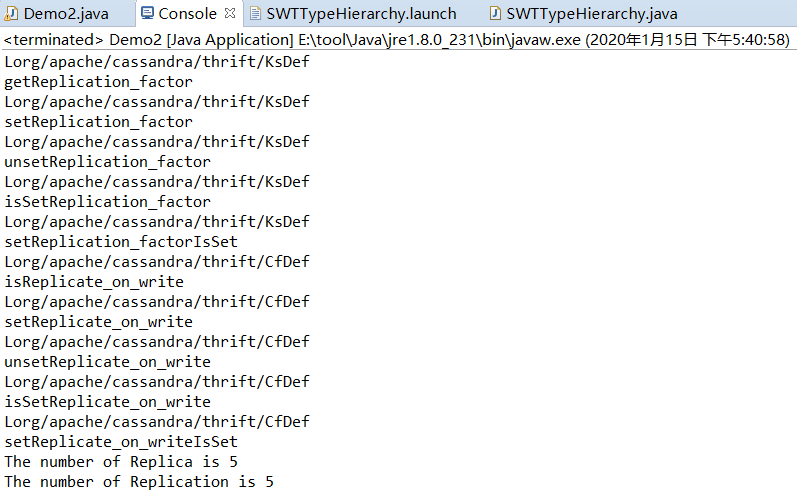 Demo2.java Console SWTTypeHierarchy.launch SWTTypeHierarchy.java
<terminated> Demo2 [Java Application] E:\tool\Java\jre1.8.0_231\bin\javaw.exe (2020年1月15日 下午5:40:58)
Lorg/apache/cassandra/thrift/KsDef
getReplication_factor
Lorg/apache/cassandra/thrift/KsDef
setReplication_factor
Lorg/apache/cassandra/thrift/KsDef
unsetReplication_factor
Lorg/apache/cassandra/thrift/KsDef
isSetReplication_factor
Lorg/apache/cassandra/thrift/KsDef
setReplication_factorIsSet
Lorg/apache/cassandra/thrift/CfDef
isReplicate_on_write
Lorg/apache/cassandra/thrift/CfDef
setReplicate_on_write
Lorg/apache/cassandra/thrift/CfDef
unsetReplicate_on_write
Lorg/apache/cassandra/thrift/CfDef
isSetReplicate_on_write
Lorg/apache/cassandra/thrift/CfDef
setReplicate_on_writeIsSet
The number of Replica is 5
The number of Replication is 5